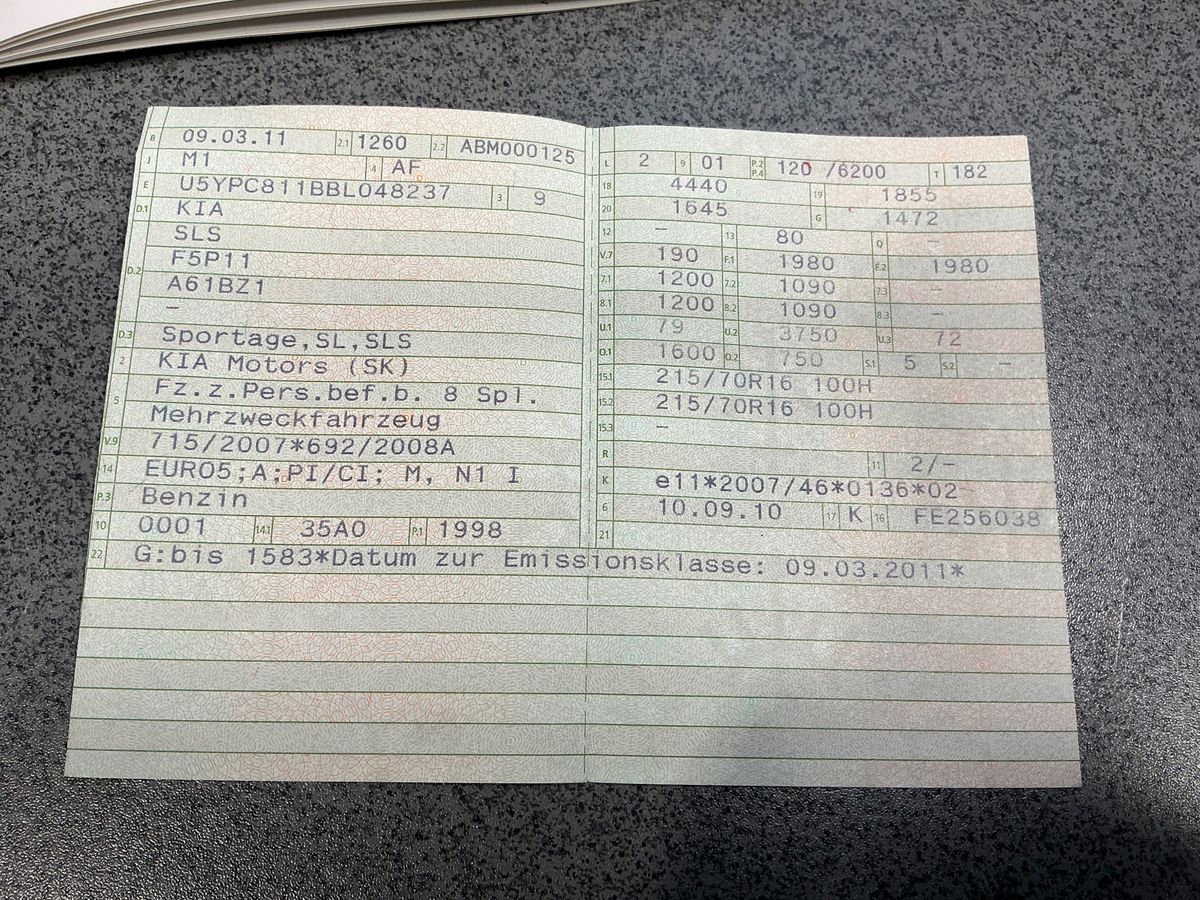 B 09.03.11 2.1 1260 2.2 ABM000125
J M1 4 AF
E U5YPC811BBL048237 3 9
D.1 KIA
SLS
D.2 F5P11
A61BZ1
–
D.3 Sportage,SL,SLS
2 KIA Motors (SK)
5 Fz.z.Pers.bef.b. 8 Spl.
Mehrzweckfahrzeug
V.9 715/2007*692/2008A
14 EURO5;A;PI/CI; M, N1 I
P.3 Benzin
10 0001 14.1 35A0 P.1 1998
L 2 9 01 P.2 P.4 120 /6200 T 182
18 4440 19 1855
20 1645 G 1472
12 – 13 80 Q –
V.7 190 F.1 1980 F.2 1980
7.1 1200 7.2 1090 7.3 –
8.1 1200 8.2 1090 8.3 –
U.1 79 U.2 3750 U.3 72
O.1 1600 O.2 750 S.1 5 S.2 –
15.1 215/70R16 100H
15.2 215/70R16 100H
15.3 –
R 11 2/–
K e11*2007/46*0136*02
6 10.09.10 17 K 16 FE256038
21
22 G:bis 1583*Datum zur Emissionsklasse: 09.03.2011*